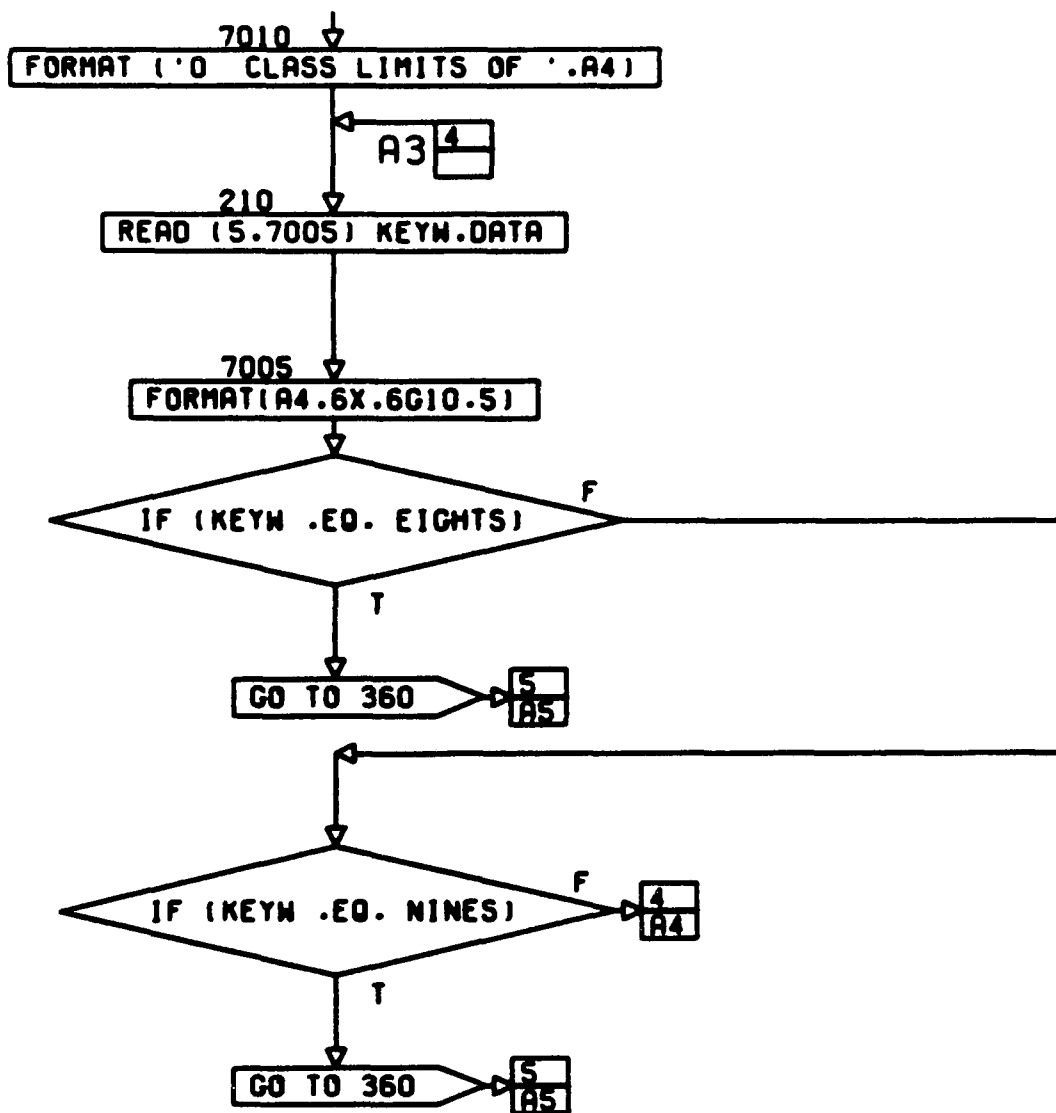 7010
FORMAT ('0 CLASS LIMITS OF '.A4)
A3
4
210
READ (5.7005) KEYW.DATA
7005
FORMAT(A4.6X.6G10.5)
IF (KEYW .EQ. EIGHTS)
F
T
GO TO 360
5
A5
IF (KEYW .EQ. NINES)
F
4
A4
T
GO TO 360
5
A5